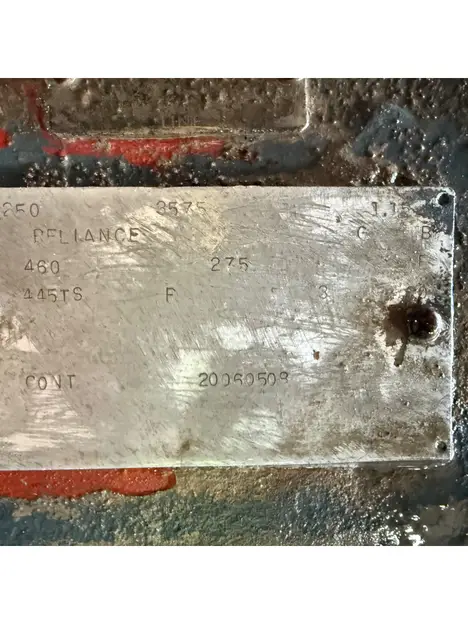 250 3575 1.15
RELIANCE G B
460 275
445TS F 3
CONT 20060508